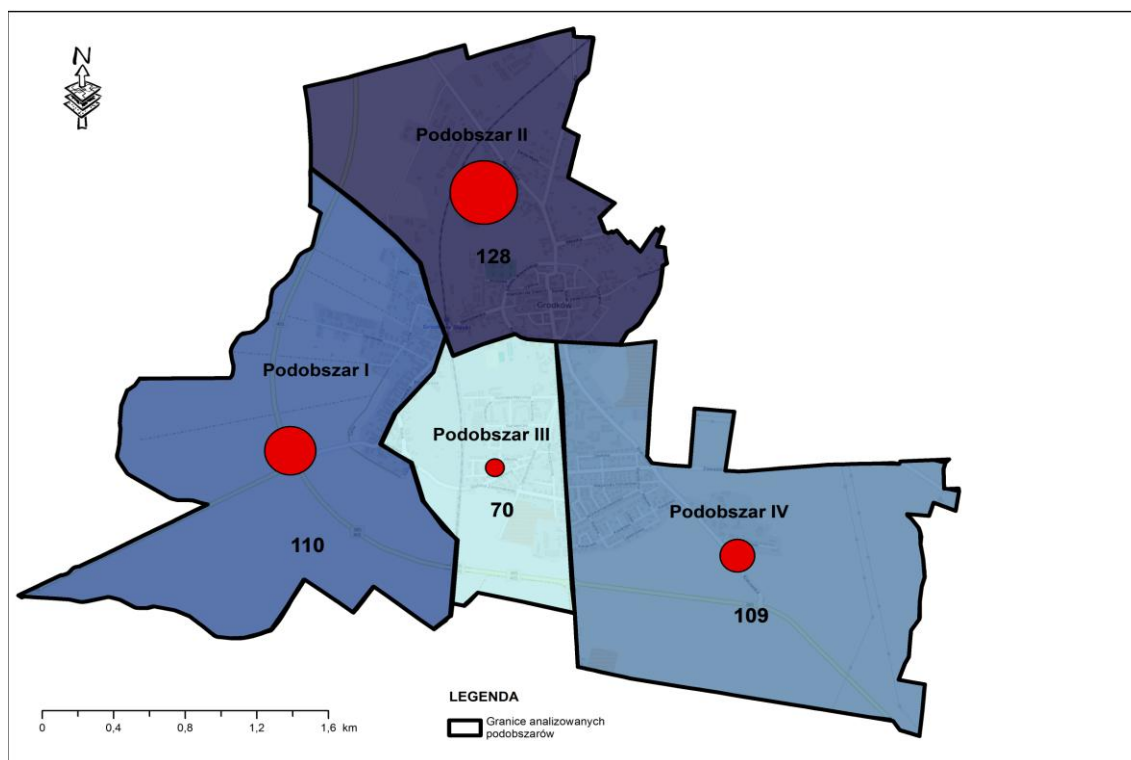 N
Podobszar II
128
Grodków
Podobszar I
Podobszar III
70
110
Podobszar IV
109
LEGENDA
Granice analizowanych
podobszarów
0 0,4 0,8 1,2 1,6 km